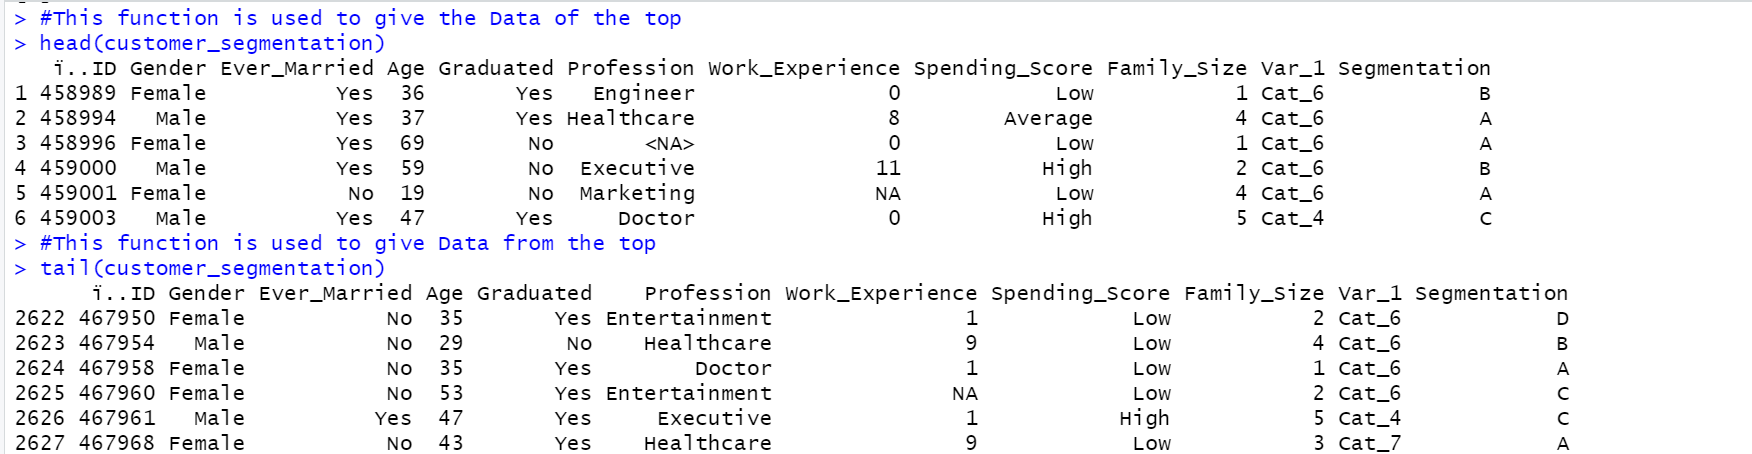 > #This function is used to give the Data of the top
> head(customer_segmentation)
ï..ID Gender Ever_Married Age Graduated Profession Work_Experience Spending_Score Family_Size Var_1 Segmentation
1 458989 Female Yes 36 Yes Engineer 0 Low 1 Cat_6 B
2 458994 Male Yes 37 Yes Healthcare 8 Average 4 Cat_6 A
3 458996 Female Yes 69 No <NA> 0 Low 1 Cat_6 A
4 459000 Male Yes 59 No Executive 11 High 2 Cat_6 B
5 459001 Female No 19 No Marketing NA Low 4 Cat_6 A
6 459003 Male Yes 47 Yes Doctor 0 High 5 Cat_4 C
> #This function is used to give Data from the top
> tail(customer_segmentation)
ï..ID Gender Ever_Married Age Graduated Profession Work_Experience Spending_Score Family_Size Var_1 Segmentation
2622 467950 Female No 35 Yes Entertainment 1 Low 2 Cat_6 D
2623 467954 Male No 29 No Healthcare 9 Low 4 Cat_6 B
2624 467958 Female No 35 Yes Doctor 1 Low 1 Cat_6 A
2625 467960 Female No 53 Yes Entertainment NA Low 2 Cat_6 C
2626 467961 Male Yes 47 Yes Executive 1 High 5 Cat_4 C
2627 467968 Female No 43 Yes Healthcare 9 Low 3 Cat_7 A